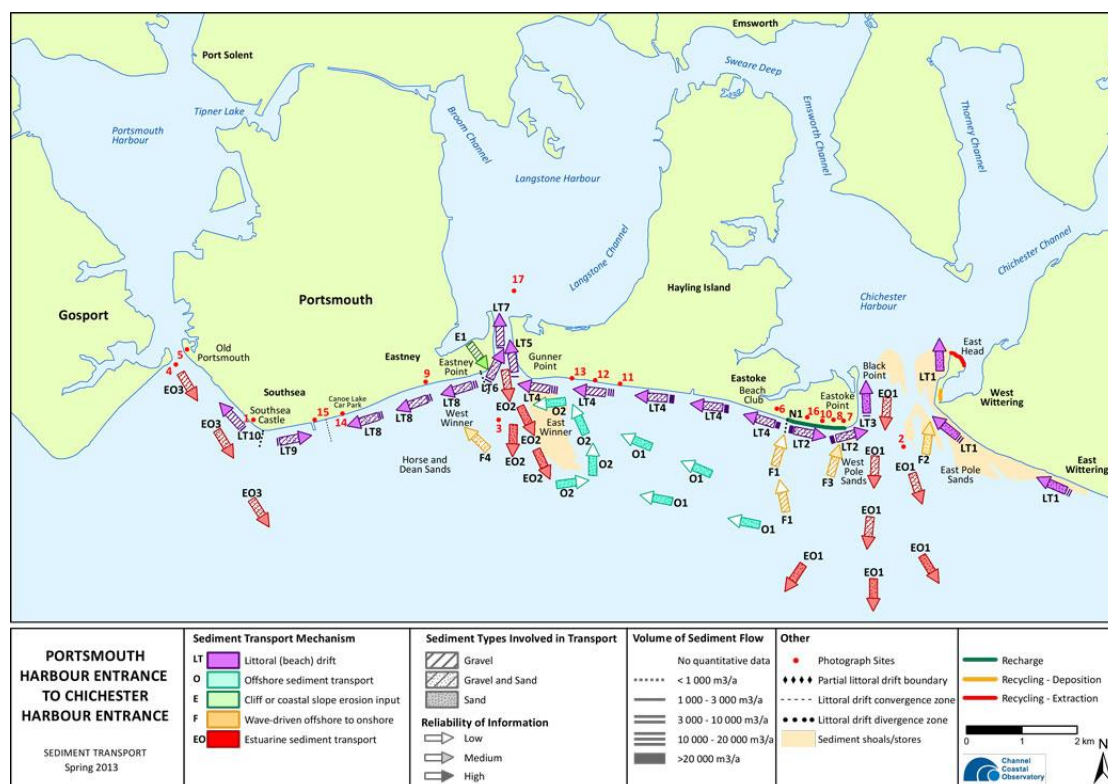 Emsworth
Port Solent
Sweare Deep
Tipner Lake
Portsmouth
Harbour
Broom Channel
Emsworth Channel
Thorney Channel
Langstone Harbour
Langstone Channel
Chichester Channel
17
Hayling Island
Chichester
Harbour
Gosport
Portsmouth
LT7
E1
LT5
East
Head
5
Old
Portsmouth
4
Eastney
Eastney
Point
Gunner
Point
Black
Point
LT1
EO3
9
LT6
13
12
11
Eastoke
Beach
Club
Eastoke
Point
EO1
West
Wittering
Southsea
LT8
EO2
O2
LT4
LT4
LT4
6
N1
16
10
8
7
Canoe Lake
Car Park
1
Southsea
Castle
15
14
LT8
LT8
West
Winner
3
East
Winner
LT4
LT2
LT2
LT3
LT1
EO3
LT10
LT9
EO2
O2
O1
2
East
Wittering
Horse and
Dean Sands
F4
EO2
EO2
O2
O2
O1
F1
F3
West Pole
Sands
EO1
EO1
F2
East Pole
Sands
LT1
EO3
O1
O1
F1
EO1
EO1
EO1
EO1
PORTSMOUTH
HARBOUR ENTRANCE
TO CHICHESTER
HARBOUR ENTRANCE
SEDIMENT TRANSPORT
Spring 2013
Sediment Transport Mechanism
LT Littoral (beach) drift
O Offshore sediment transport
E Cliff or coastal slope erosion input
F Wave-driven offshore to onshore
EO Estuarine sediment transport
Sediment Types Involved in Transport
Gravel
Gravel and Sand
Sand
Reliability of Information
Low
Medium
High
Volume of Sediment Flow
No quantitative data
< 1 000 m3/a
1 000 - 3 000 m3/a
3 000 - 10 000 m3/a
10 000 - 20 000 m3/a
>20 000 m3/a
Other
Photograph Sites
Partial littoral drift boundary
Littoral drift convergence zone
Littoral drift divergence zone
Sediment shoals/stores
Recharge
Recycling - Deposition
Recycling - Extraction
0 1 2
km
N
Channel
Coastal
Observatory